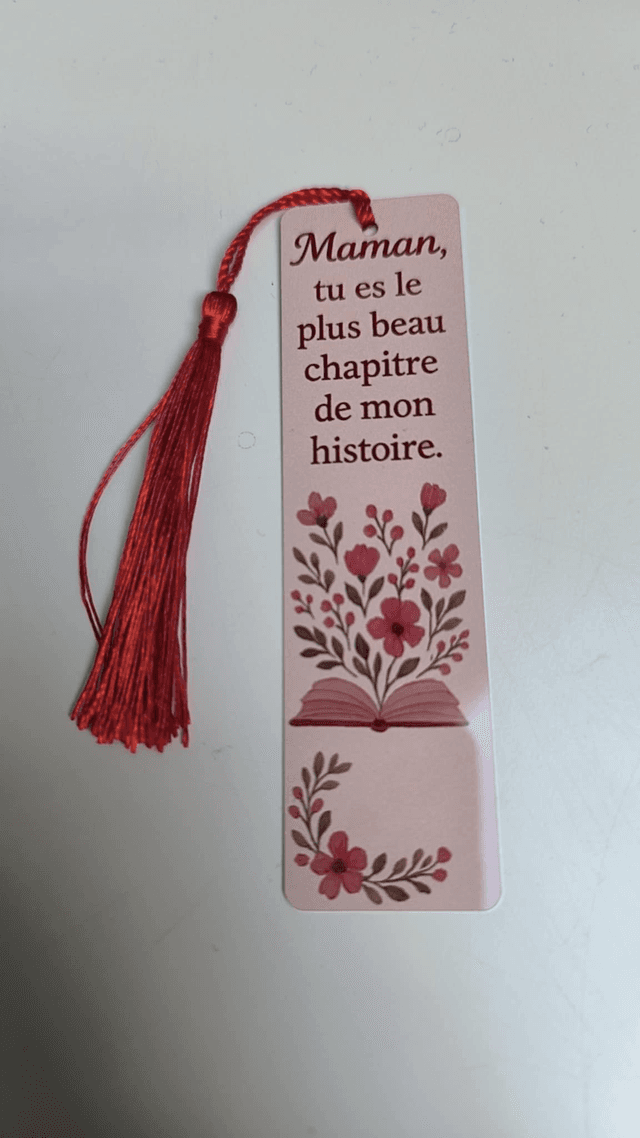 Maman,
tu es le
plus beau
chapitre
de mon
histoire.